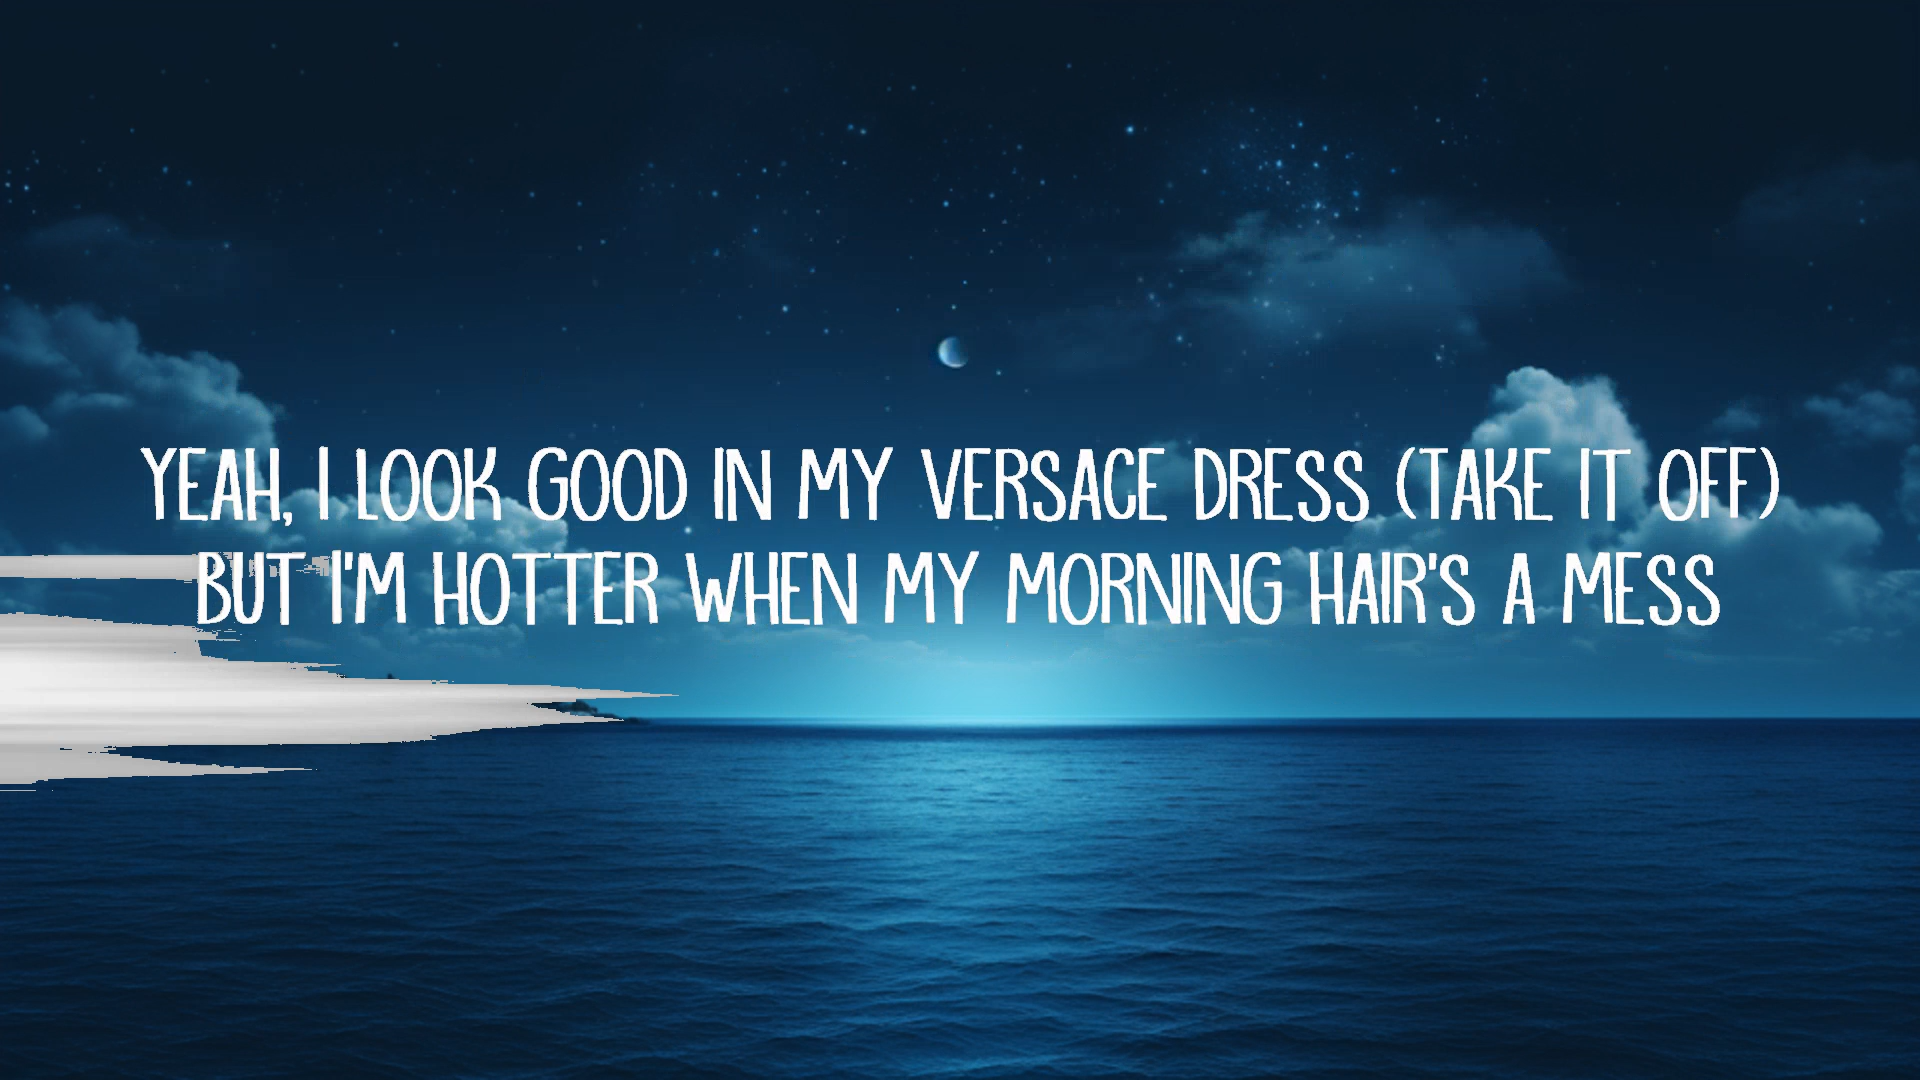 YEAH, I LOOK GOOD IN MY VERSACE DRESS (TAKE IT OFF)
BUT I'M HOTTER WHEN MY MORNING HAIR'S A MESS